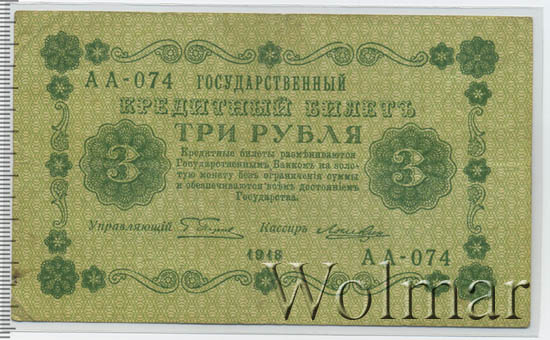 АА-074 ГОСУДАРСТВЕННЫЙ
КРЕДИТНЫЙ БИЛЕТЪ
ТРИ РУБЛЯ
3 3
Кредитные билеты размѣниваются
Государственнымъ Банкомъ на золо-
тую монету безъ ограниченія суммы
и обезпечиваются всѣмъ достояніемъ
Государства.
Управляющій Кассиръ
1918
АА-074
Wolmar